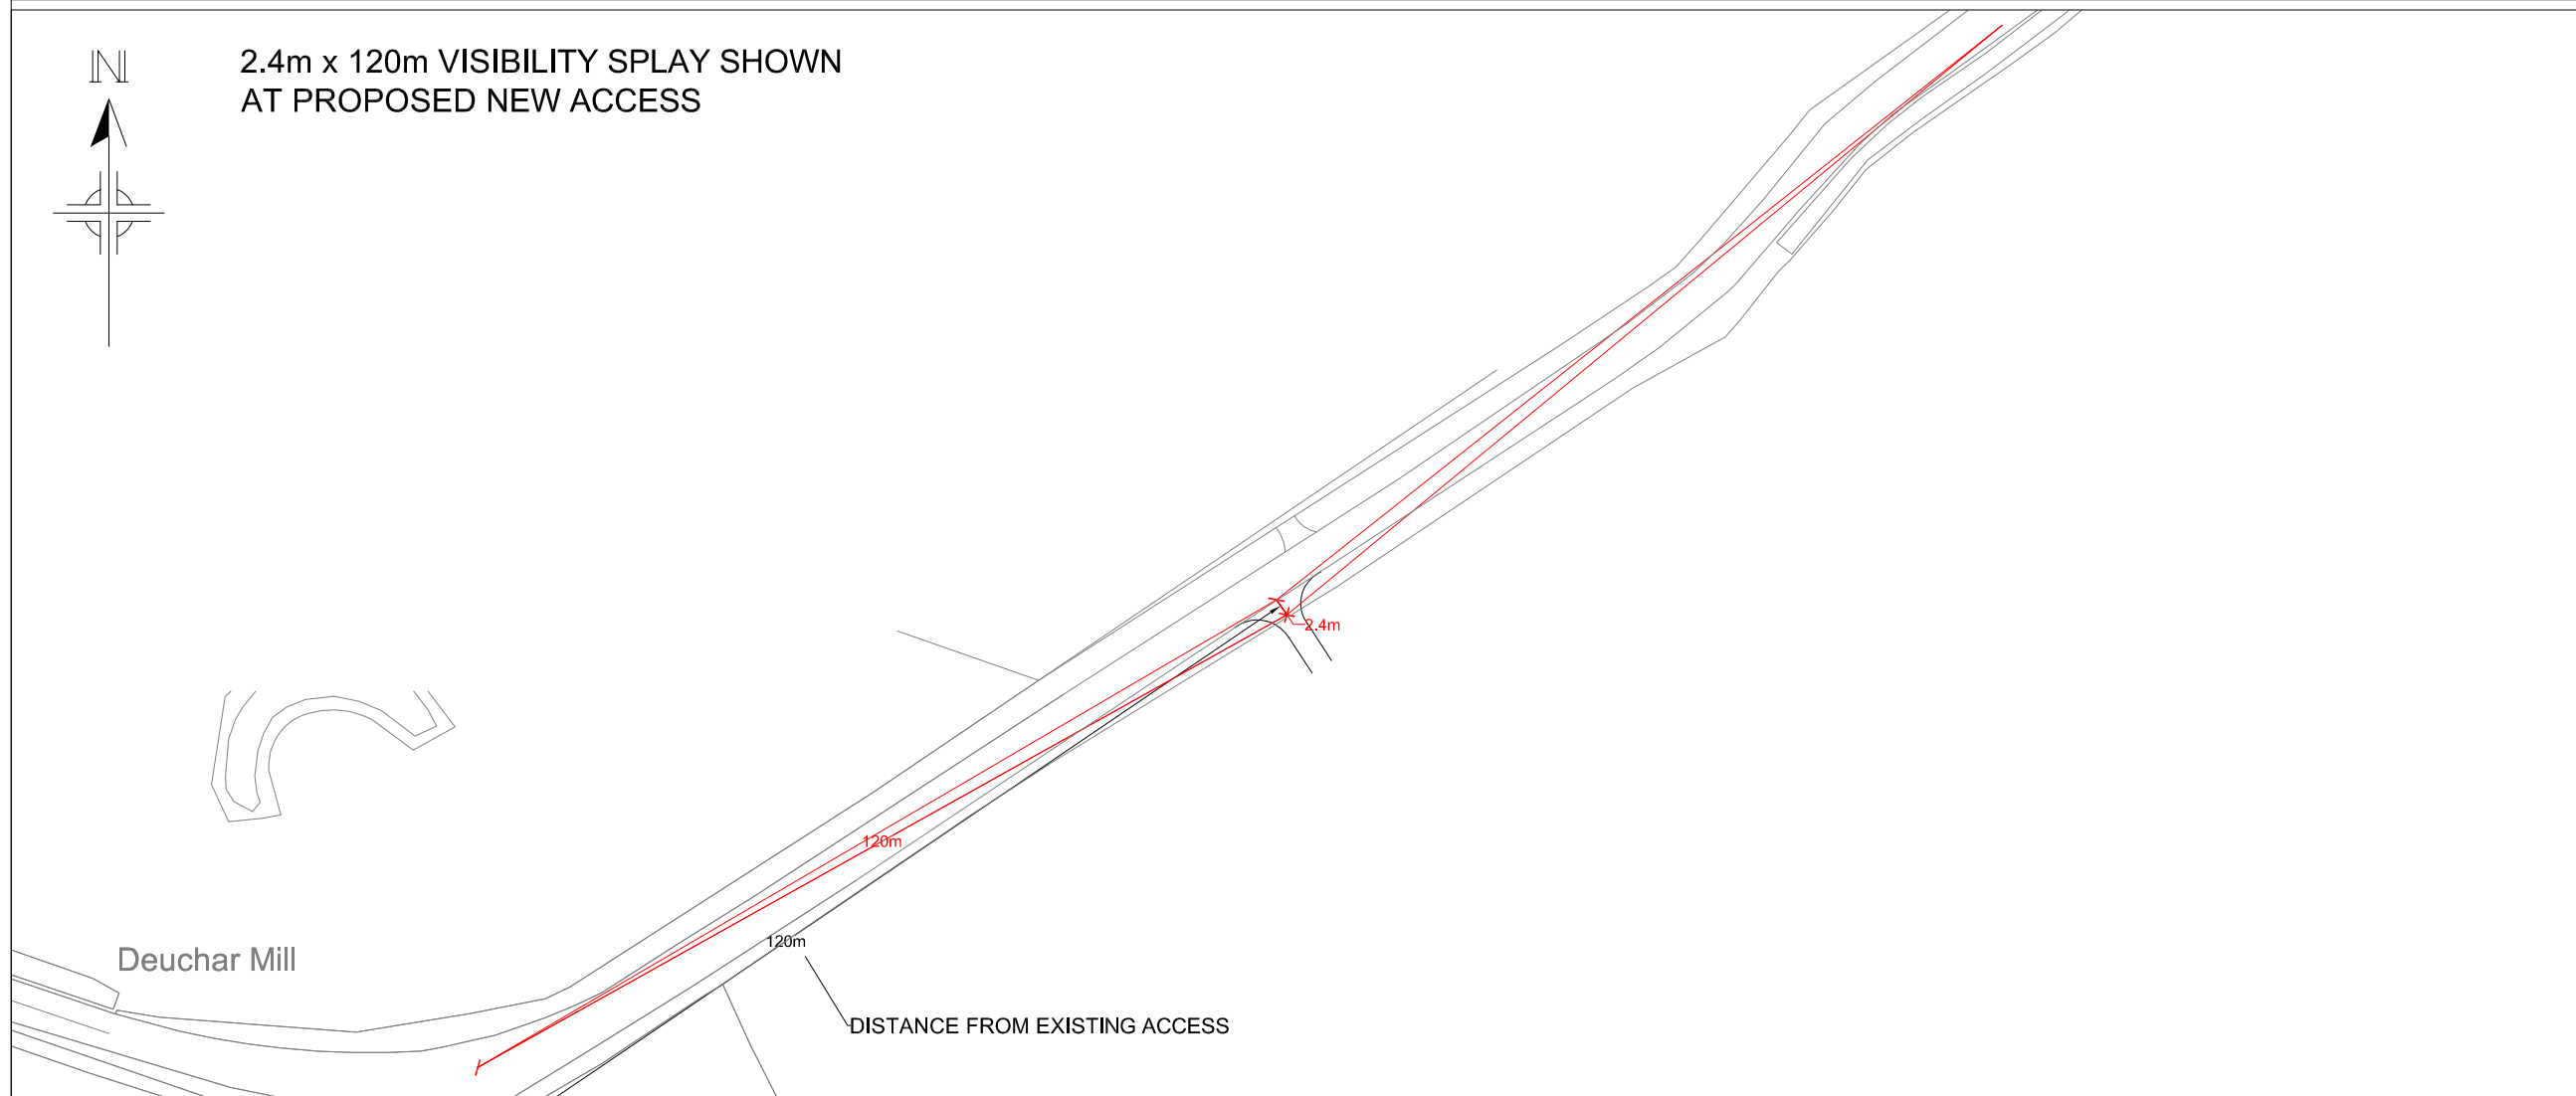 N
2.4m x 120m VISIBILITY SPLAY SHOWN
AT PROPOSED NEW ACCESS
2.4m
120m
120m
Deuchar Mill
DISTANCE FROM EXISTING ACCESS